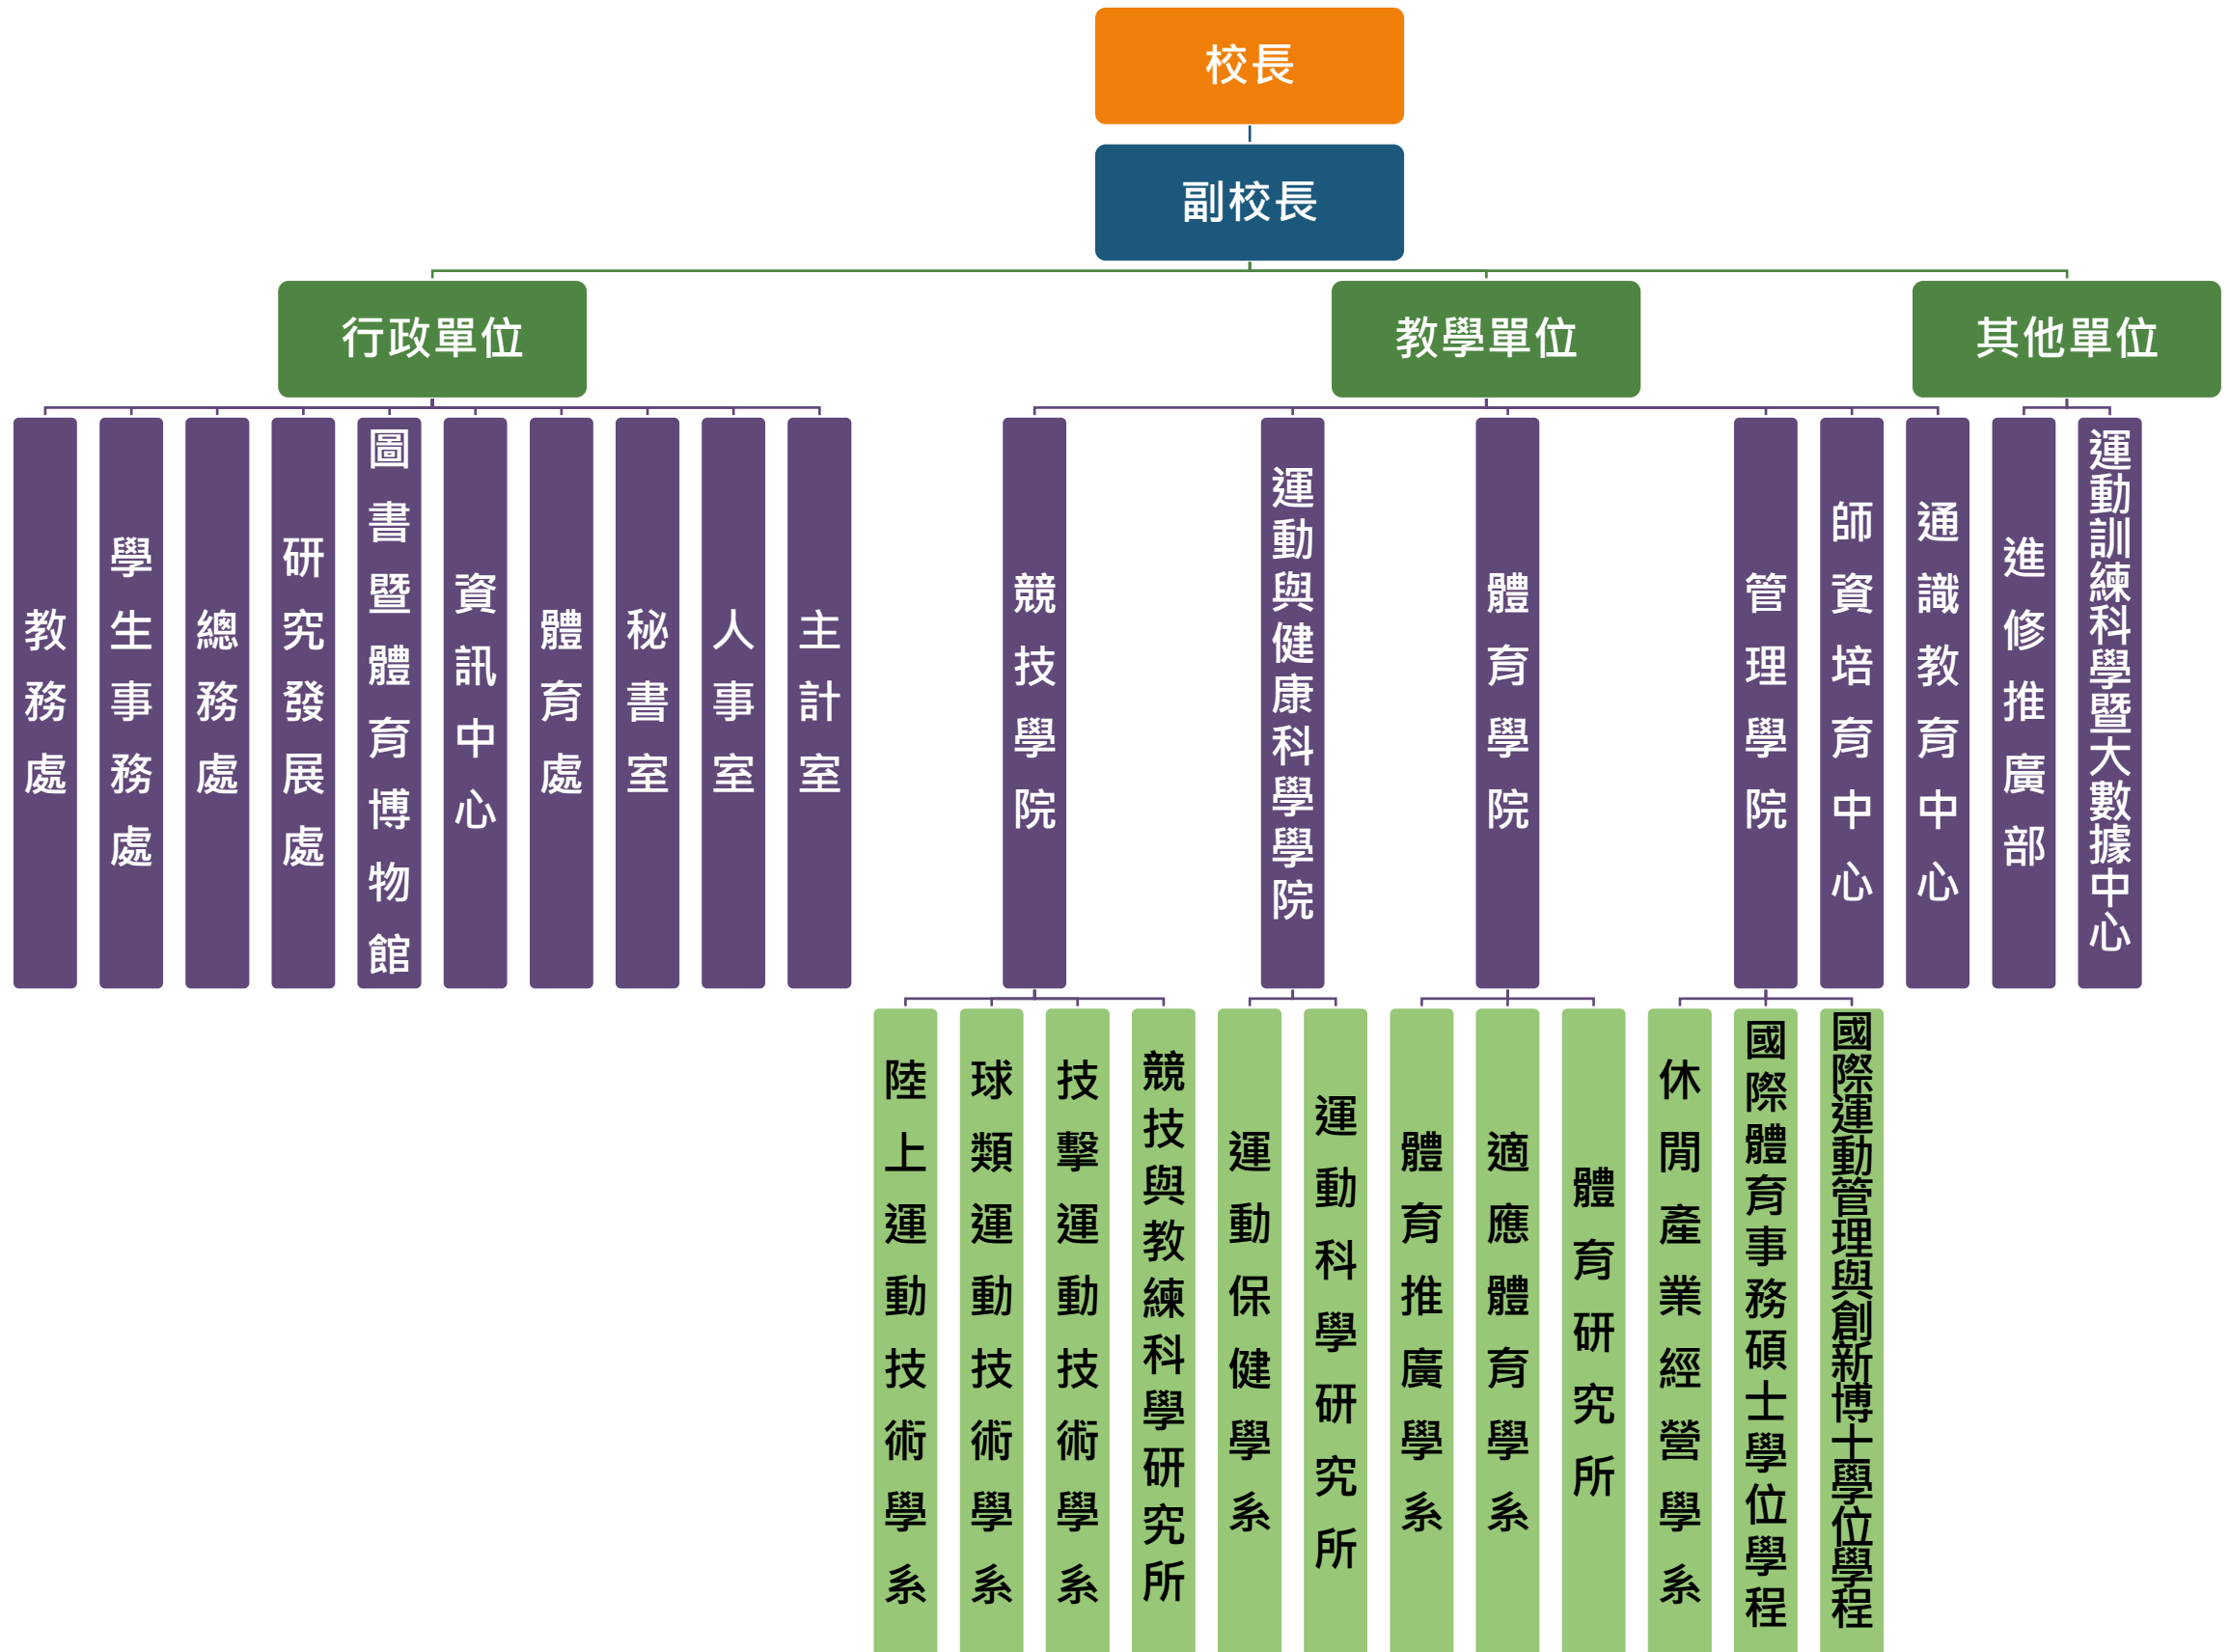 校長
副校長
行政單位
教學單位
其他單位
教務處
學生事務處
總務處
研究發展處
圖書暨體育博物館
資訊中心
體育處
秘書室
人事室
主計室
競技學院
運動與健康科學學院
體育學院
管理學院
師資培育中心
通識教育中心
進修推廣部
運動訓練科學暨大數據中心
陸上運動技術學系
球類運動技術學系
技擊運動技術學系
競技與教練科學研究所
運動保健學系
運動科學研究所
體育推廣學系
適應體育學系
體育研究所
休閒產業經營學系
國際體育事務碩士學位學程
國際運動管理與創新博士學位學程